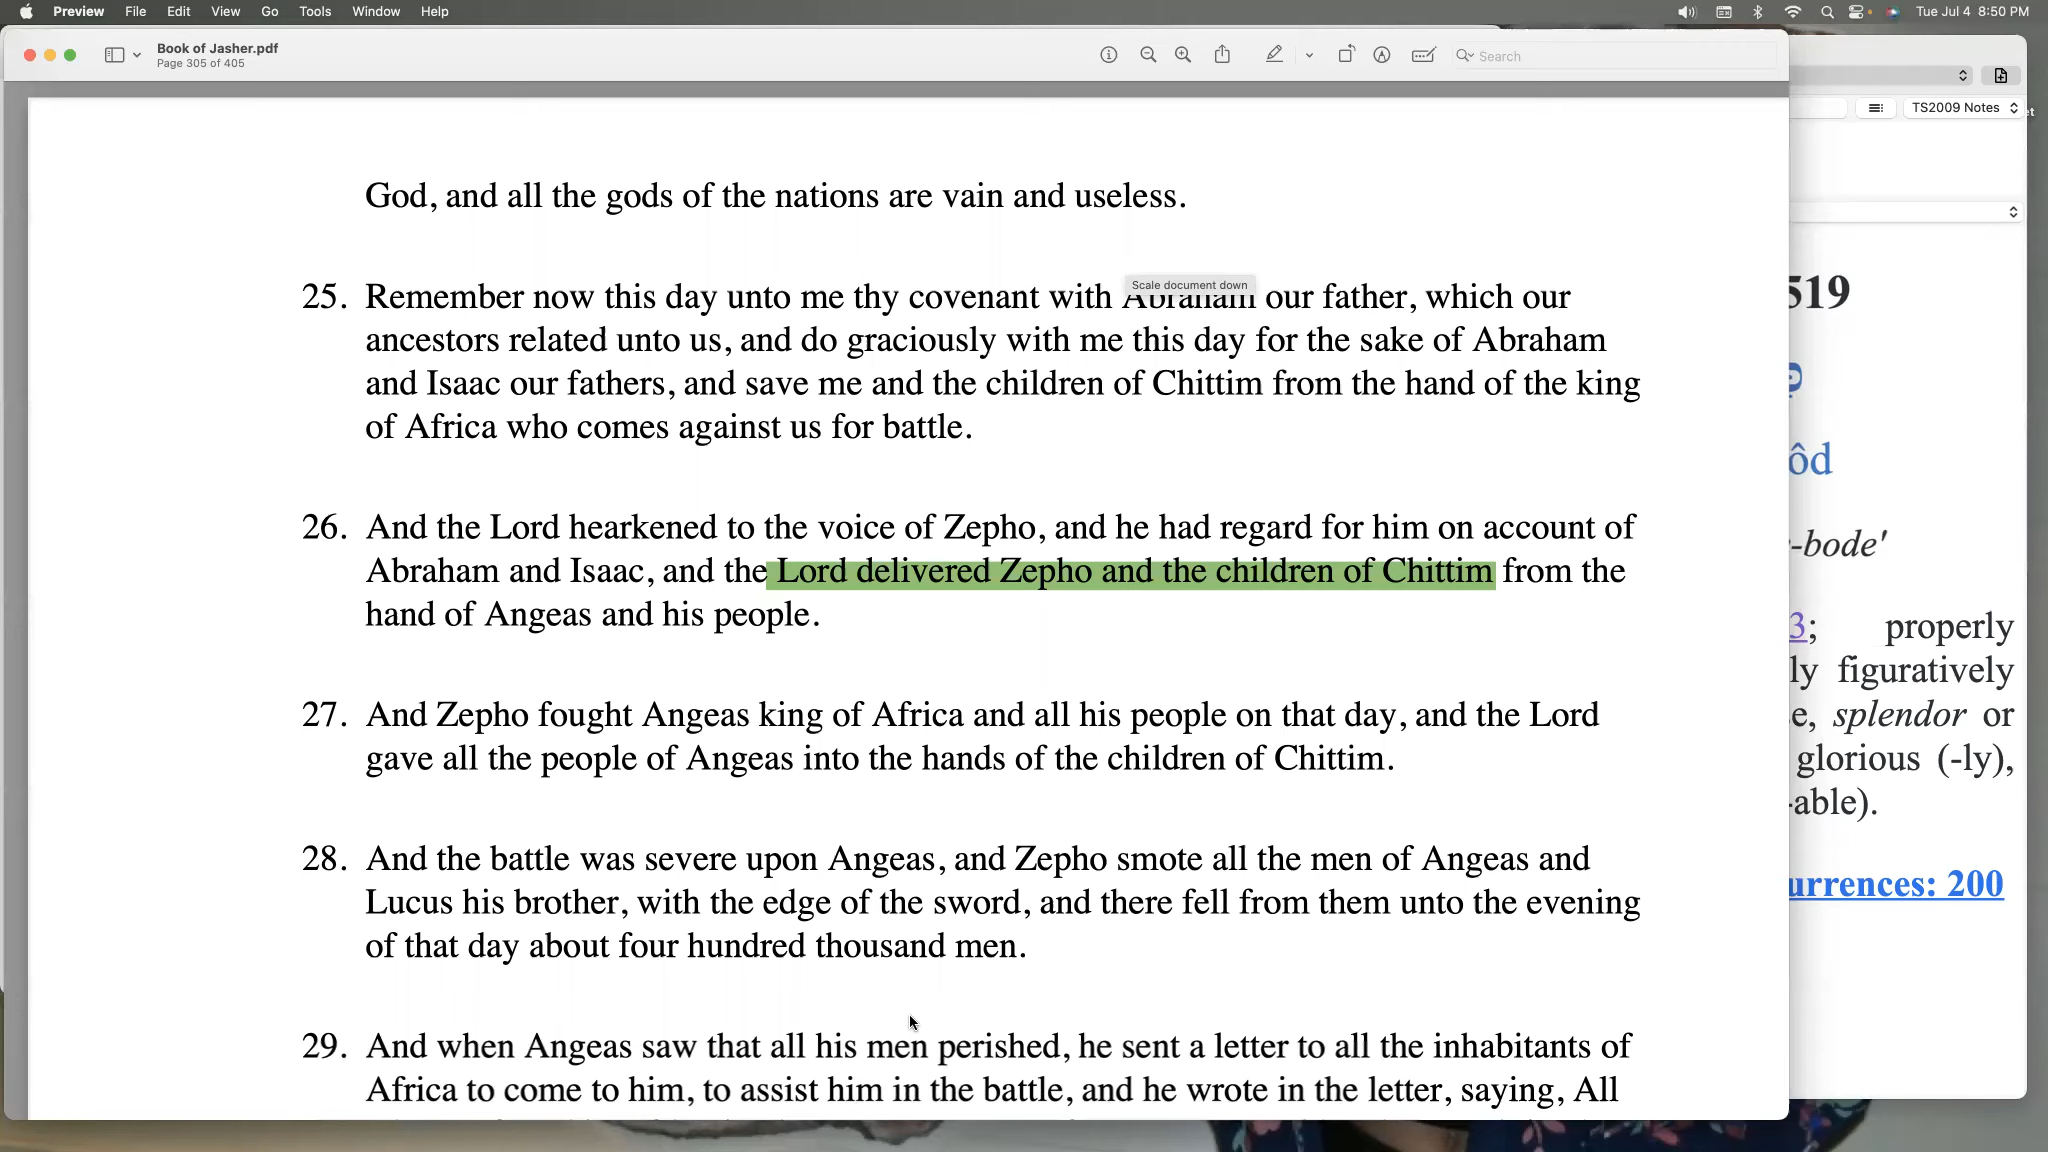 Preview File Edit View Go Tools Window Help
Tue Jul 4 8:50 PM
Book of Jasher.pdf
Page 305 of 405
Search
TS2009 Notes
God, and all the gods of the nations are vain and useless.
Scale document down
25. Remember now this day unto me thy covenant with Abraham our father, which our
ancestors related unto us, and do graciously with me this day for the sake of Abraham
and Isaac our fathers, and save me and the children of Chittim from the hand of the king
of Africa who comes against us for battle.
26. And the Lord hearkened to the voice of Zepho, and he had regard for him on account of
Abraham and Isaac, and the Lord delivered Zepho and the children of Chittim from the
hand of Angeas and his people.
27. And Zepho fought Angeas king of Africa and all his people on that day, and the Lord
gave all the people of Angeas into the hands of the children of Chittim.
28. And the battle was severe upon Angeas, and Zepho smote all the men of Angeas and
Lucus his brother, with the edge of the sword, and there fell from them unto the evening
of that day about four hundred thousand men.
29. And when Angeas saw that all his men perished, he sent a letter to all the inhabitants of
Africa to come to him, to assist him in the battle, and he wrote in the letter, saying, All
519
ôd
-bode'
3; properly
ly figuratively
e, splendor or
glorious (-ly),
-able).
urrences: 200